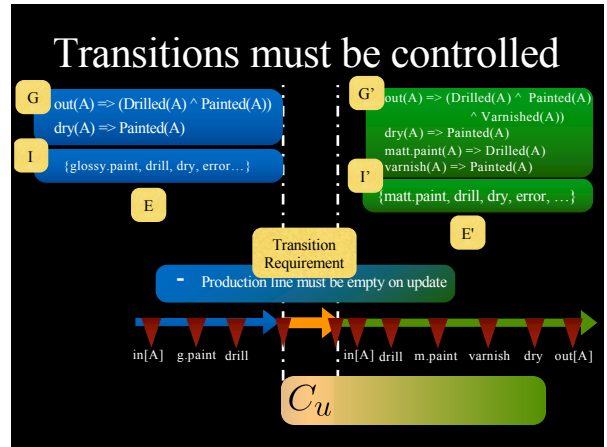 Transitions must be controlled
G
out(A) => (Drilled(A) ^ Painted(A))
dry(A) => Painted(A)
I
{glossy.paint, drill, dry, error…}
E
G’
out(A) => (Drilled(A) ^ Painted(A)
^ Varnished(A))
dry(A) => Painted(A)
matt.paint(A) => Drilled(A)
varnish(A) => Painted(A)
I’
{matt.paint, drill, dry, error, …}
E'
Transition
Requirement
- Production line must be empty on update
in[A] g.paint drill in[A] drill m.paint varnish dry out[A]
C_u